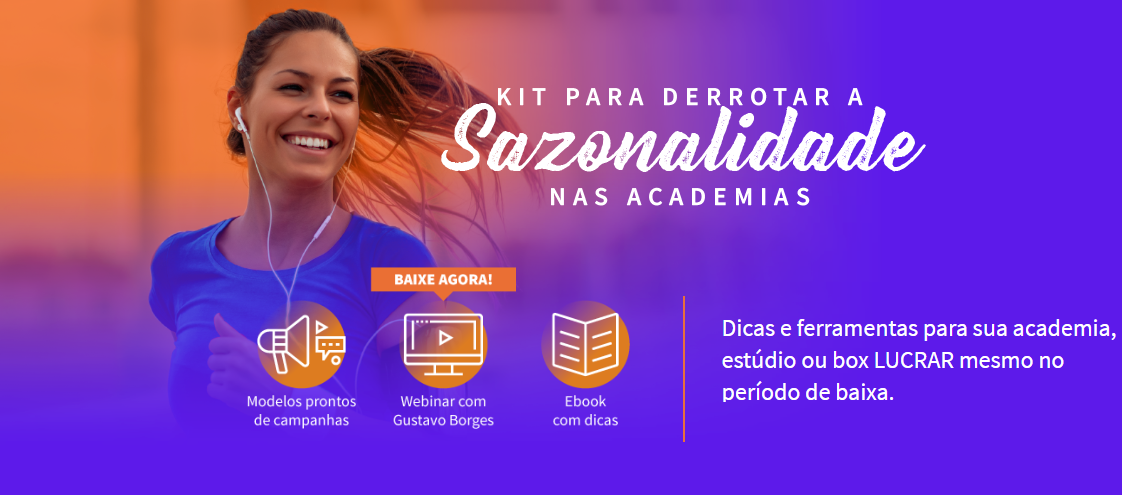 KIT PARA DERROTAR A
Sazonalidade
NAS ACADEMIAS
BAIXE AGORA!
Modelos prontos
de campanhas
Webinar com
Gustavo Borges
Ebook
com dicas
Dicas e ferramentas para sua academia,
estúdio ou box LUCRAR mesmo no
período de baixa.